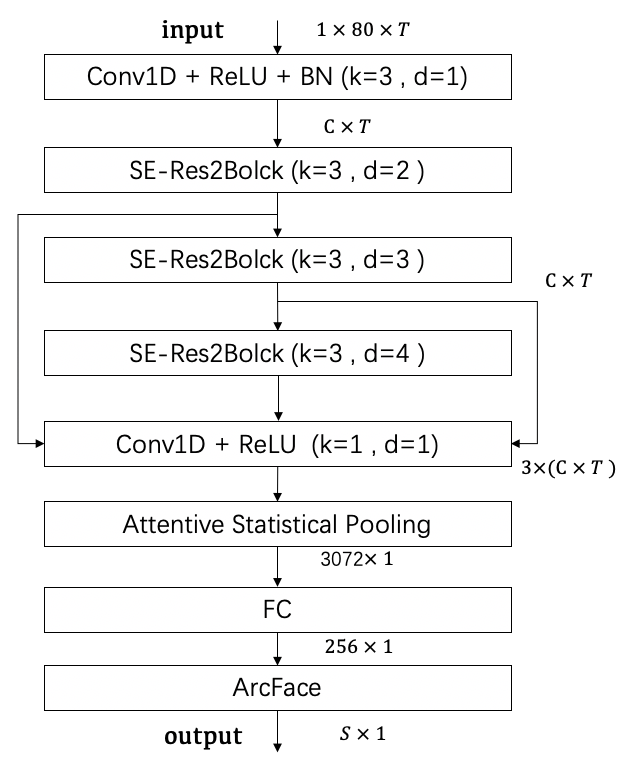 input 1 × 80 × T
Conv1D + ReLU + BN (k=3 , d=1)
C × T
SE-Res2Bolck (k=3 , d=2 )
SE-Res2Bolck (k=3 , d=3 )
C × T
SE-Res2Bolck (k=3 , d=4 )
Conv1D + ReLU (k=1 , d=1)
3×(C × T )
Attentive Statistical Pooling
3072× 1
FC
256 × 1
ArcFace
output S × 1